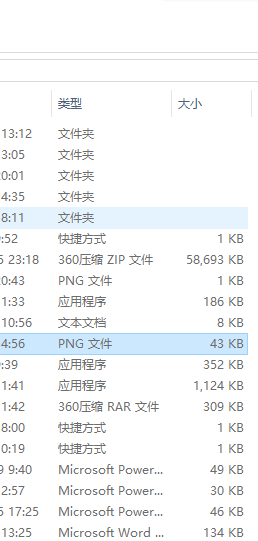 类型 大小
13:12 文件夹
3:05 文件夹
20:01 文件夹
4:35 文件夹
8:11 文件夹
9:52 快捷方式 1 KB
5 23:18 360压缩 ZIP 文件 58,693 KB
20:43 PNG 文件 1 KB
1:33 应用程序 186 KB
10:56 文本文档 8 KB
4:56 PNG 文件 43 KB
9:39 应用程序 352 KB
1:41 应用程序 1,124 KB
1:42 360压缩 RAR 文件 309 KB
8:00 快捷方式 1 KB
0:19 快捷方式 1 KB
9 9:40 Microsoft Power... 49 KB
2:57 Microsoft Power... 30 KB
5 17:25 Microsoft Power... 46 KB
13:25 Microsoft Word ... 134 KB